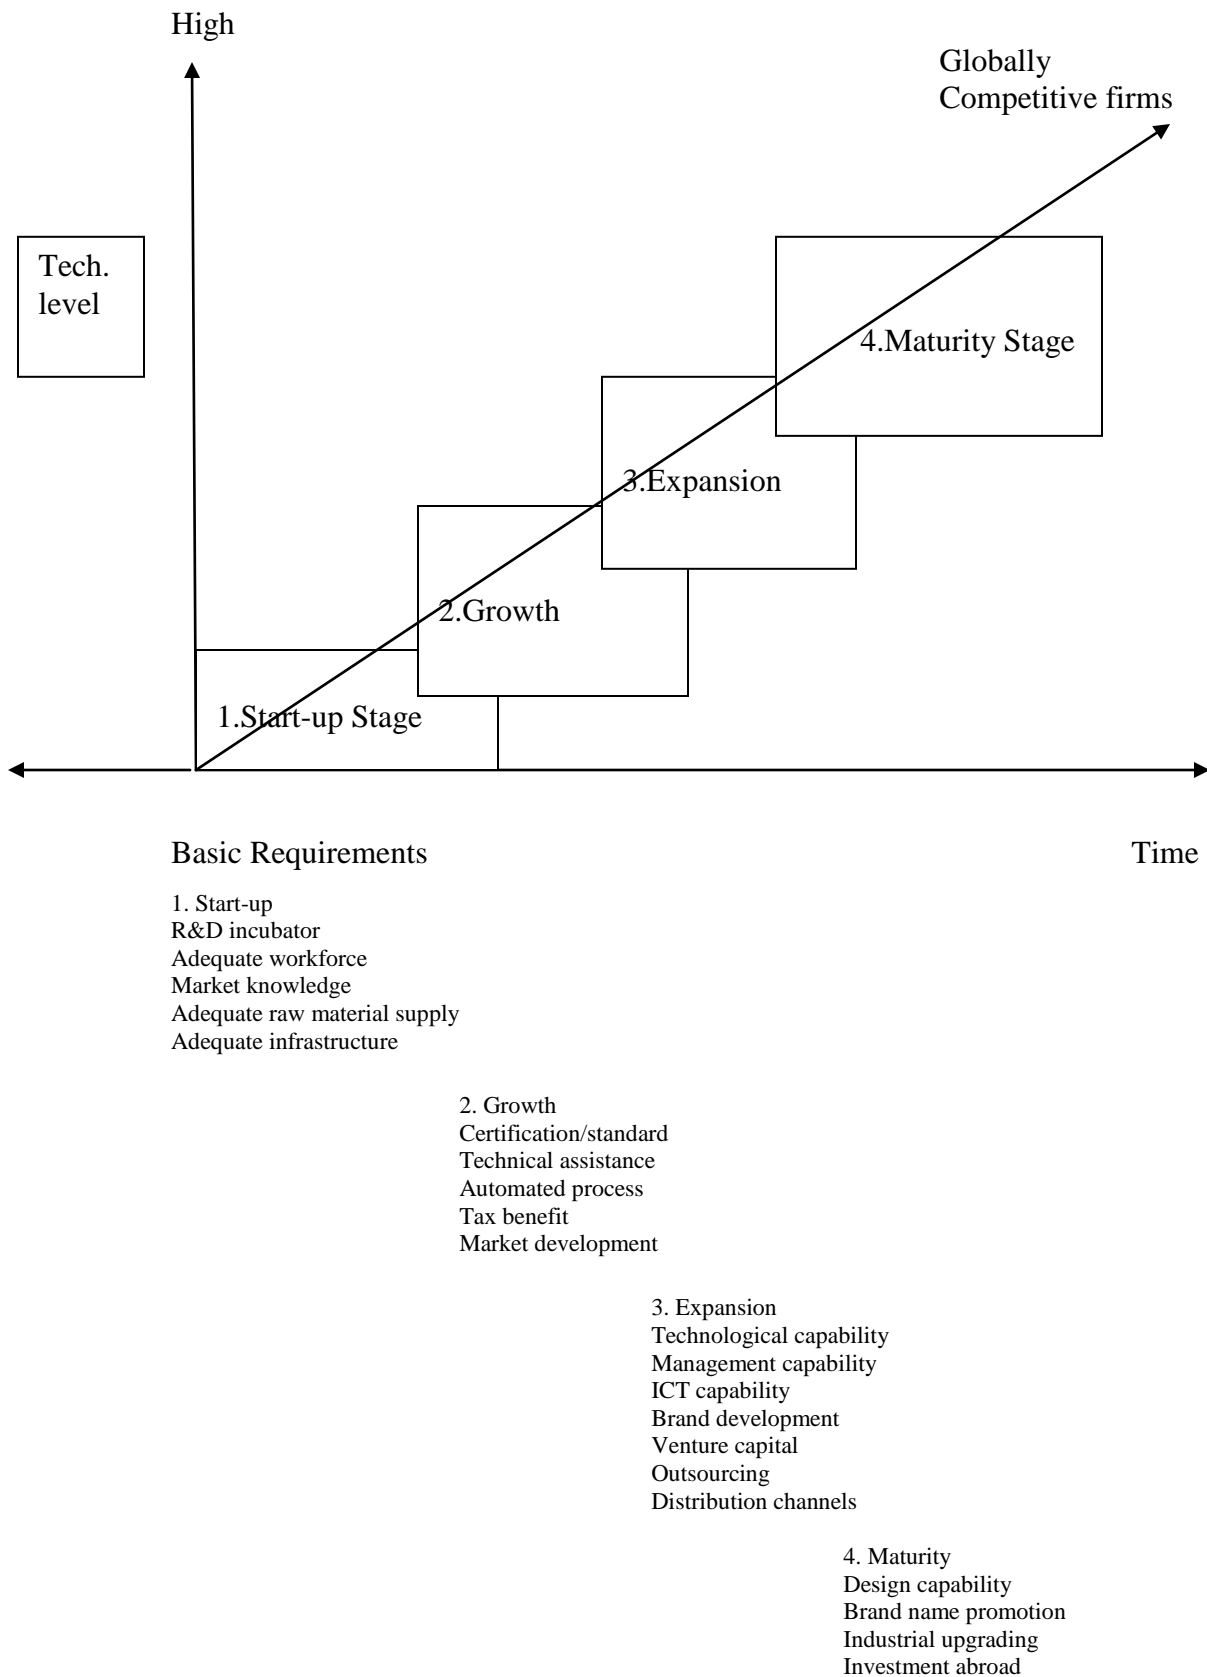 High
Globally
Competitive firms
Tech.
level
4.Maturity Stage
3.Expansion
2.Growth
1.Start-up Stage
Basic Requirements
Time
1. Start-up
R&D incubator
Adequate workforce
Market knowledge
Adequate raw material supply
Adequate infrastructure
2. Growth
Certification/standard
Technical assistance
Automated process
Tax benefit
Market development
3. Expansion
Technological capability
Management capability
ICT capability
Brand development
Venture capital
Outsourcing
Distribution channels
4. Maturity
Design capability
Brand name promotion
Industrial upgrading
Investment abroad